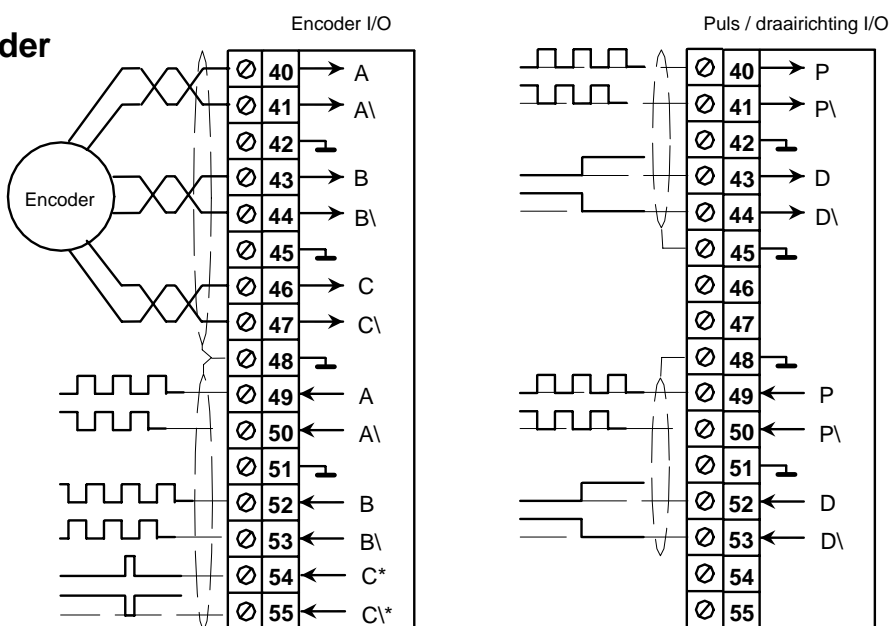 der
Encoder I/O
Puls / draairichting I/O
Encoder
40 A
41 A\
42
43 B
44 B\
45
46 C
47 C\
48
49 A
50 A\
51
52 B
53 B\
54 C*
55 C\*
40 P
41 P\
42
43 D
44 D\
45
46
47
48
49 P
50 P\
51
52 D
53 D\
54
55